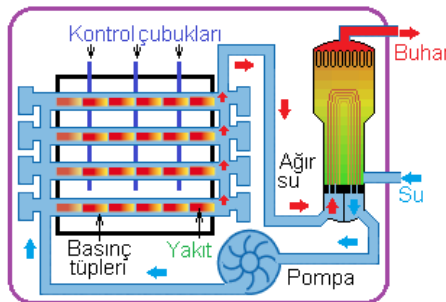 Kontrol çubukları
Buhar
Ağır
su
Su
Basınç
tüpleri
Yakıt
Pompa